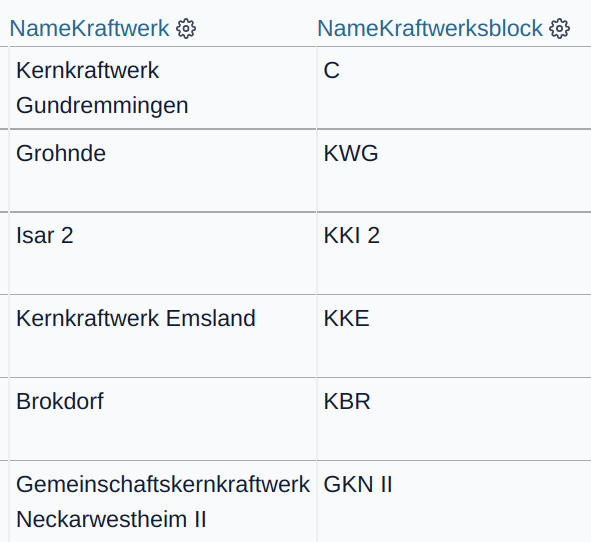 NameKraftwerk NameKraftwerksblock
Kernkraftwerk C
Gundremmingen
Grohnde KWG
Isar 2 KKI 2
Kernkraftwerk Emsland KKE
Brokdorf KBR
Gemeinschaftskernkraftwerk GKN II
Neckarwestheim II